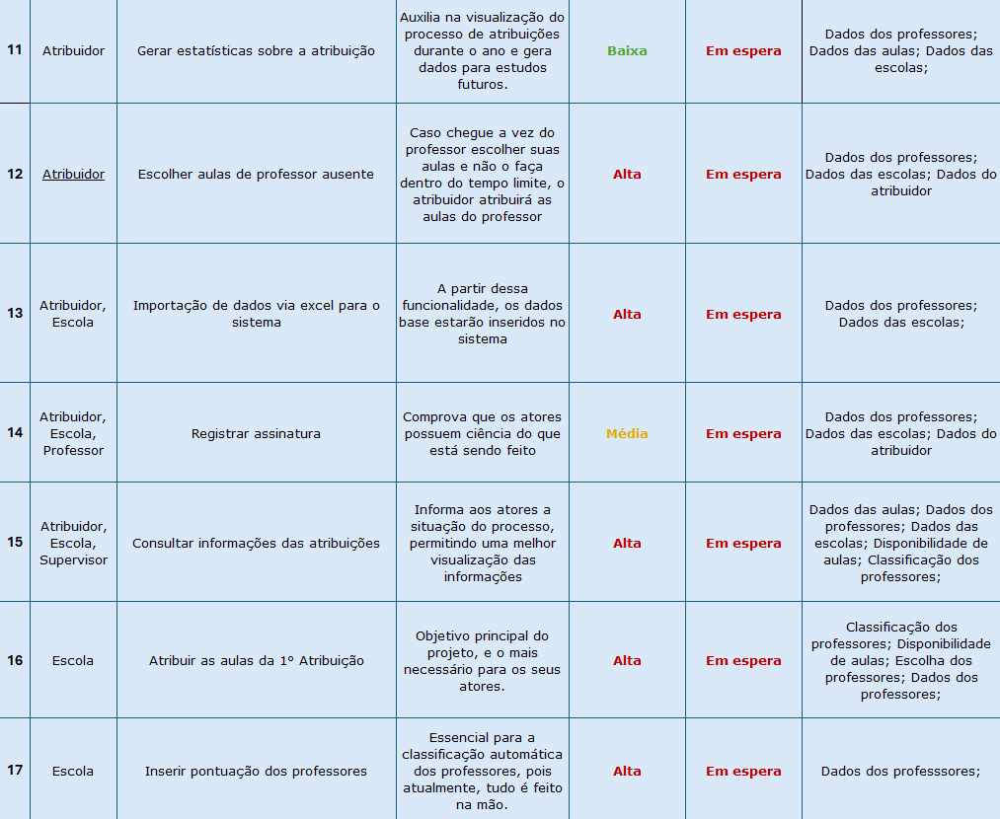 11
Atribuidor
Gerar estatísticas sobre a atribuição
Auxilia na visualização do
processo de atribuições
durante o ano e gera
dados para estudos
futuros.
Baixa
Em espera
Dados dos professores;
Dados das aulas; Dados das
escolas;
12
Atribuidor
Escolher aulas de professor ausente
Caso chegue a vez do
professor escolher suas
aulas e não o faça
dentro do tempo limite, o
atribuidor atribuirá as
aulas do professor
Alta
Em espera
Dados dos professores;
Dados das escolas; Dados do
atribuidor
13
Atribuidor,
Escola
Importação de dados via excel para o
sistema
A partir dessa
funcionalidade, os dados
base estarão inseridos no
sistema
Alta
Em espera
Dados dos professores;
Dados das escolas;
14
Atribuidor,
Escola,
Professor
Registrar assinatura
Comprova que os atores
possuem ciência do que
está sendo feito
Média
Em espera
Dados dos professores;
Dados das escolas; Dados do
atribuidor
15
Atribuidor,
Escola,
Supervisor
Consultar informações das atribuições
Informa aos atores a
situação do processo,
permitindo uma melhor
visualização das
informações
Alta
Em espera
Dados das aulas; Dados dos
professores; Dados das
escolas; Disponibilidade de
aulas; Classificação dos
professores;
16
Escola
Atribuir as aulas da 1° Atribuição
Objetivo principal do
projeto, e o mais
necessário para os seus
atores.
Alta
Em espera
Classificação dos
professores; Disponibilidade
de aulas; Escolha dos
professores; Dados dos
professores;
17
Escola
Inserir pontuação dos professores
Essencial para a
classificação automática
dos professores, pois
atualmente, tudo é feito
na mão.
Alta
Em espera
Dados dos professsores;